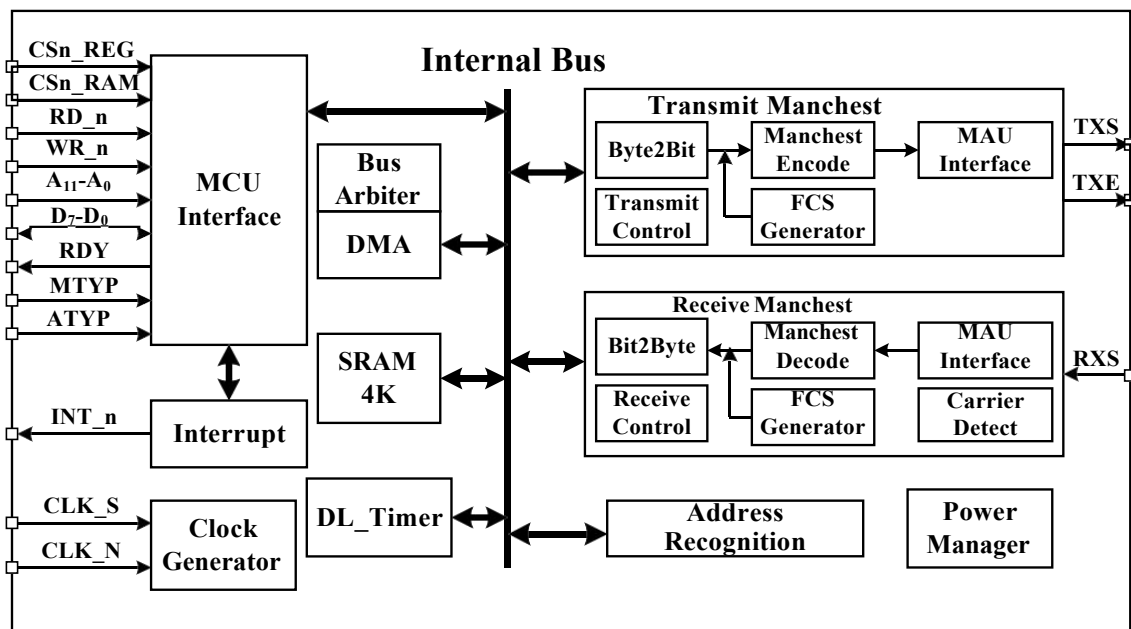 CSn_REG
CSn_RAM
RD_n
WR_n
A₁₁-A₀
D₇-D₀
RDY
MTYP
ATYP
INT_n
CLK_S
CLK_N
MCU
Interface
Interrupt
Clock
Generator
Internal Bus
Bus
Arbiter
DMA
SRAM
4K
DL_Timer
Transmit Manchest
Byte2Bit
Manchest
Encode
MAU
Interface
Transmit
Control
FCS
Generator
TXS
TXE
Receive Manchest
Bit2Byte
Manchest
Decode
MAU
Interface
Receive
Control
FCS
Generator
Carrier
Detect
RXS
Address
Recognition
Power
Manager